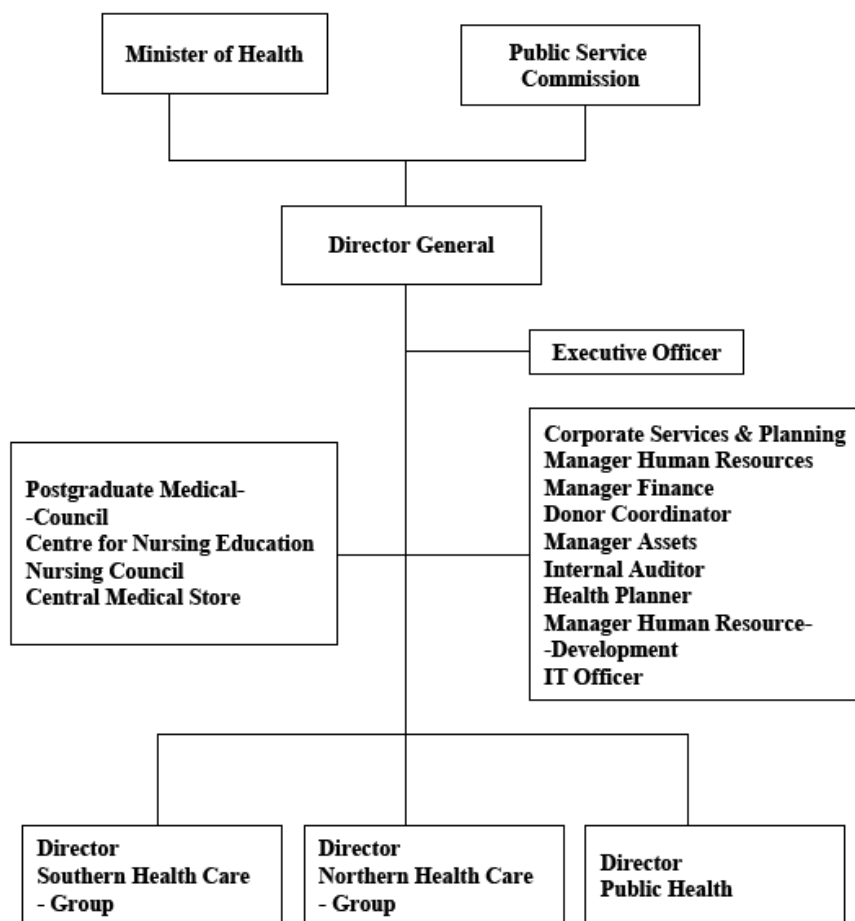 Minister of Health
Public Service
Commission
Director General
Executive Officer
Postgraduate Medical-
-Council
Centre for Nursing Education
Nursing Council
Central Medical Store
Corporate Services & Planning
Manager Human Resources
Manager Finance
Donor Coordinator
Manager Assets
Internal Auditor
Health Planner
Manager Human Resource-
-Development
IT Officer
Director
Southern Health Care
- Group
Director
Northern Health Care
- Group
Director
Public Health